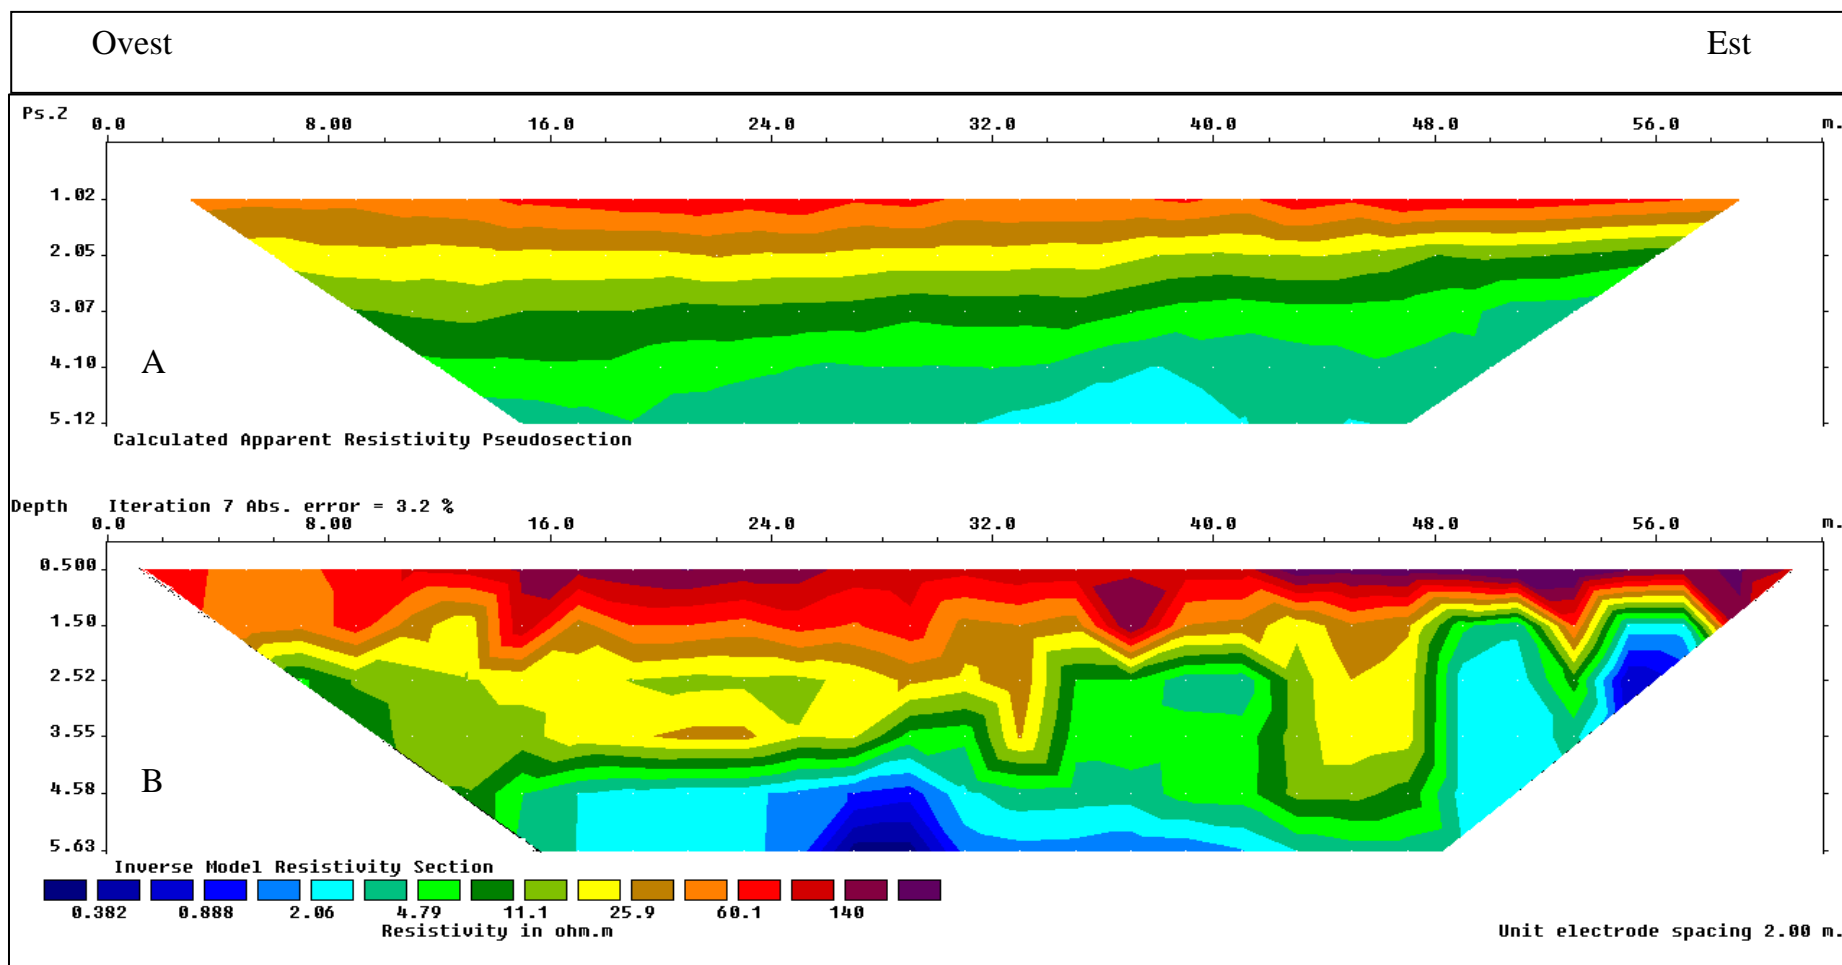 Ovest Est
Ps.Z 0.0 8.00 16.0 24.0 32.0 40.0 48.0 56.0 m.
1.02
2.05
3.07
A
4.10
5.12
Calculated Apparent Resistivity Pseudosection
Depth Iteration 7 Abs. error = 3.2 %
0.0 8.00 16.0 24.0 32.0 40.0 48.0 56.0 m.
0.500
1.50
2.52
3.55
B
4.58
5.63
Inverse Model Resistivity Section
0.382 0.888 2.06 4.79 11.1 25.9 60.1 140
Resistivity in ohm.m Unit electrode spacing 2.00 m.